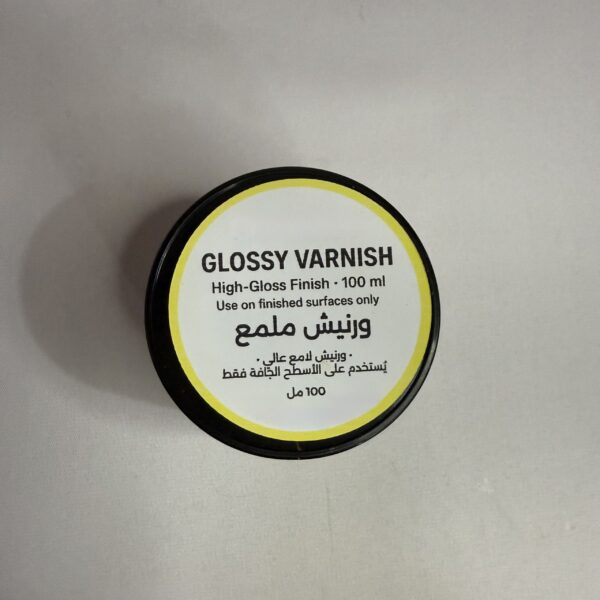 GLOSSY VARNISH
High-Gloss Finish · 100 ml
Use on finished surfaces only
ورنيش ملمع
· ورنيش لامع عالي ·
يُستخدم على الأسطح الجافة فقط
100 مل